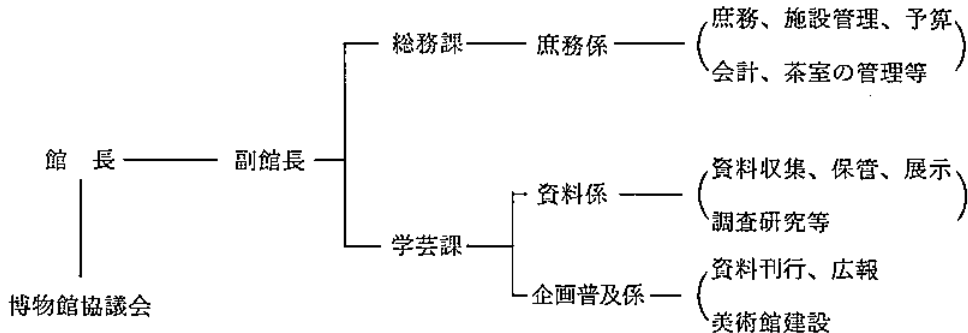 庶務、施設管理、予算
総務課 庶務係
会計、茶室の管理等
館 長 副館長
資料収集、保管、展示
資料係
調査研究等
学芸課
資料刊行、広報
企画普及係
博物館協議会
美術館建設